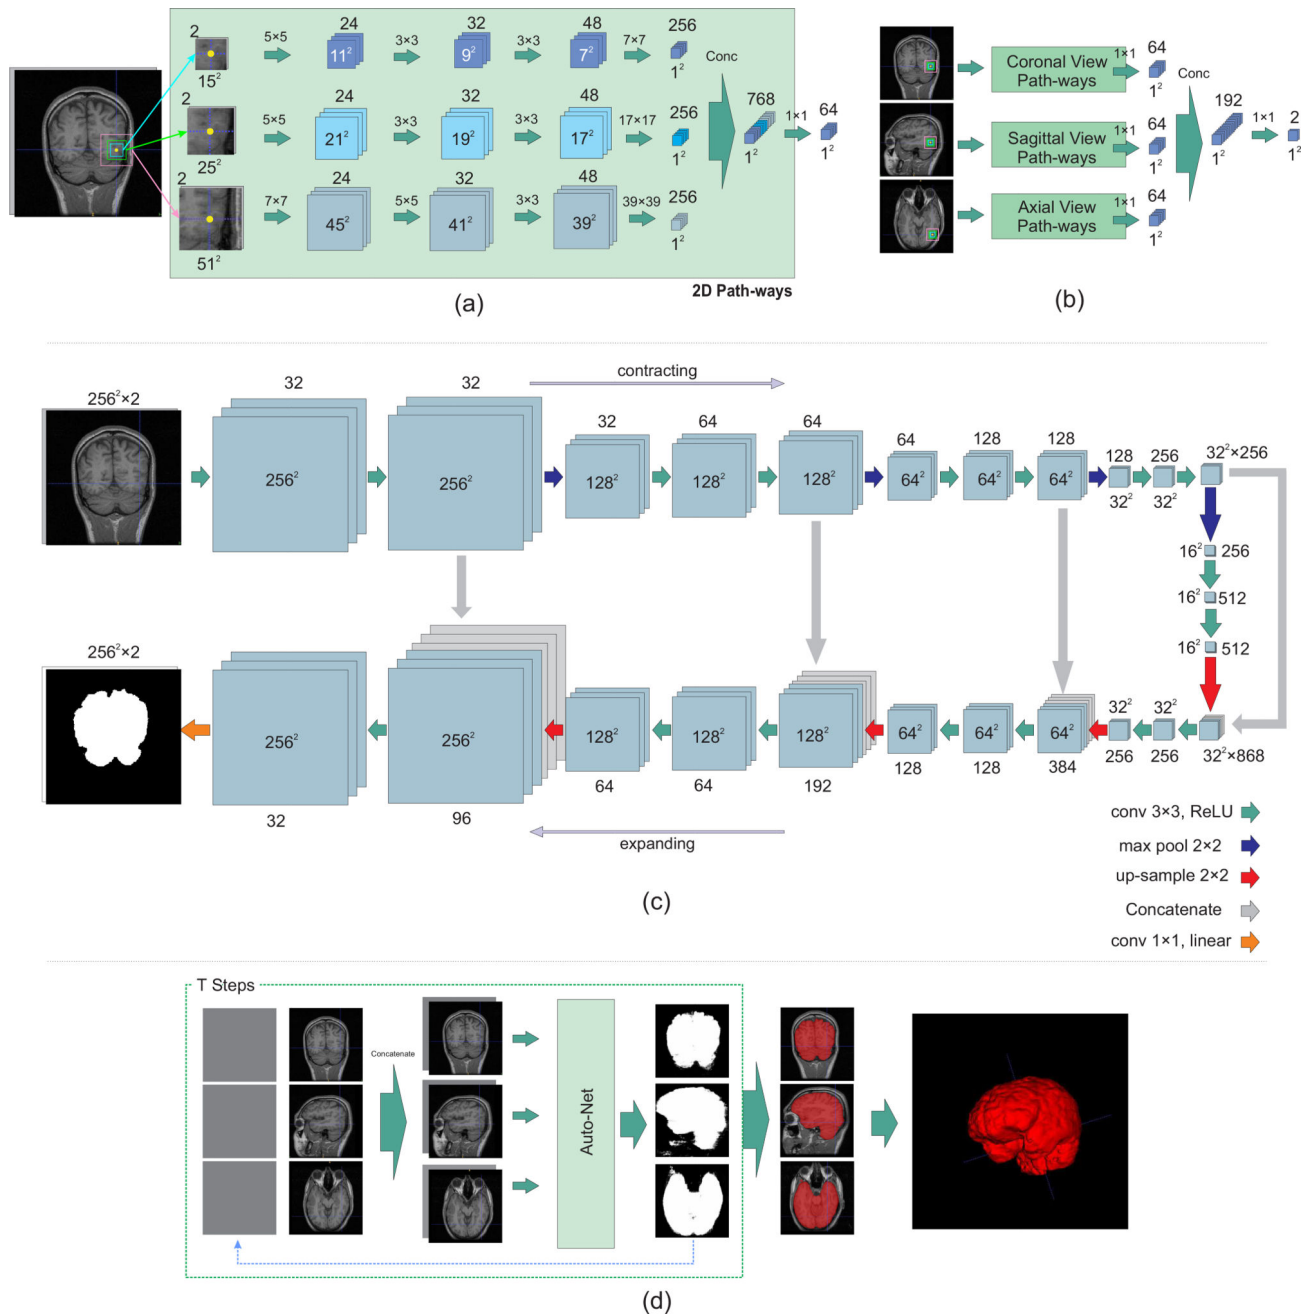 2 5×5 24 3×3 32 3×3 48 7×7 256
15² 11² 9² 7² 1² Conc
2 5×5 24 3×3 32 3×3 48 17×17 256 768 1×1 64
25² 21² 19² 17² 1² 1² 1²
2 7×7 24 5×5 32 3×3 48 39×39 256
51² 45² 41² 39² 1²
2D Path-ways
(a)
Coronal View
Path-ways
1×1 64
1² Conc
Sagittal View
Path-ways
1×1 64 192 1×1 2
1² 1² 1²
Axial View
Path-ways
1×1 64
1²
(b)
contracting
256²×2 32 32 32 64 64 64 128 128 128 256 32²×256
256² 256² 128² 128² 128² 64² 64² 64² 32² 32²
16² 256
16² 512
16² 512
256²×2 32² 32²
256² 256² 128² 128² 128² 64² 64² 64²
32 96 64 64 192 128 128 384 256 256 32²×868
expanding
conv 3×3, ReLU
max pool 2×2
up-sample 2×2
Concatenate
conv 1×1, linear
(c)
T Steps
Concatenate
Auto-Net
(d)